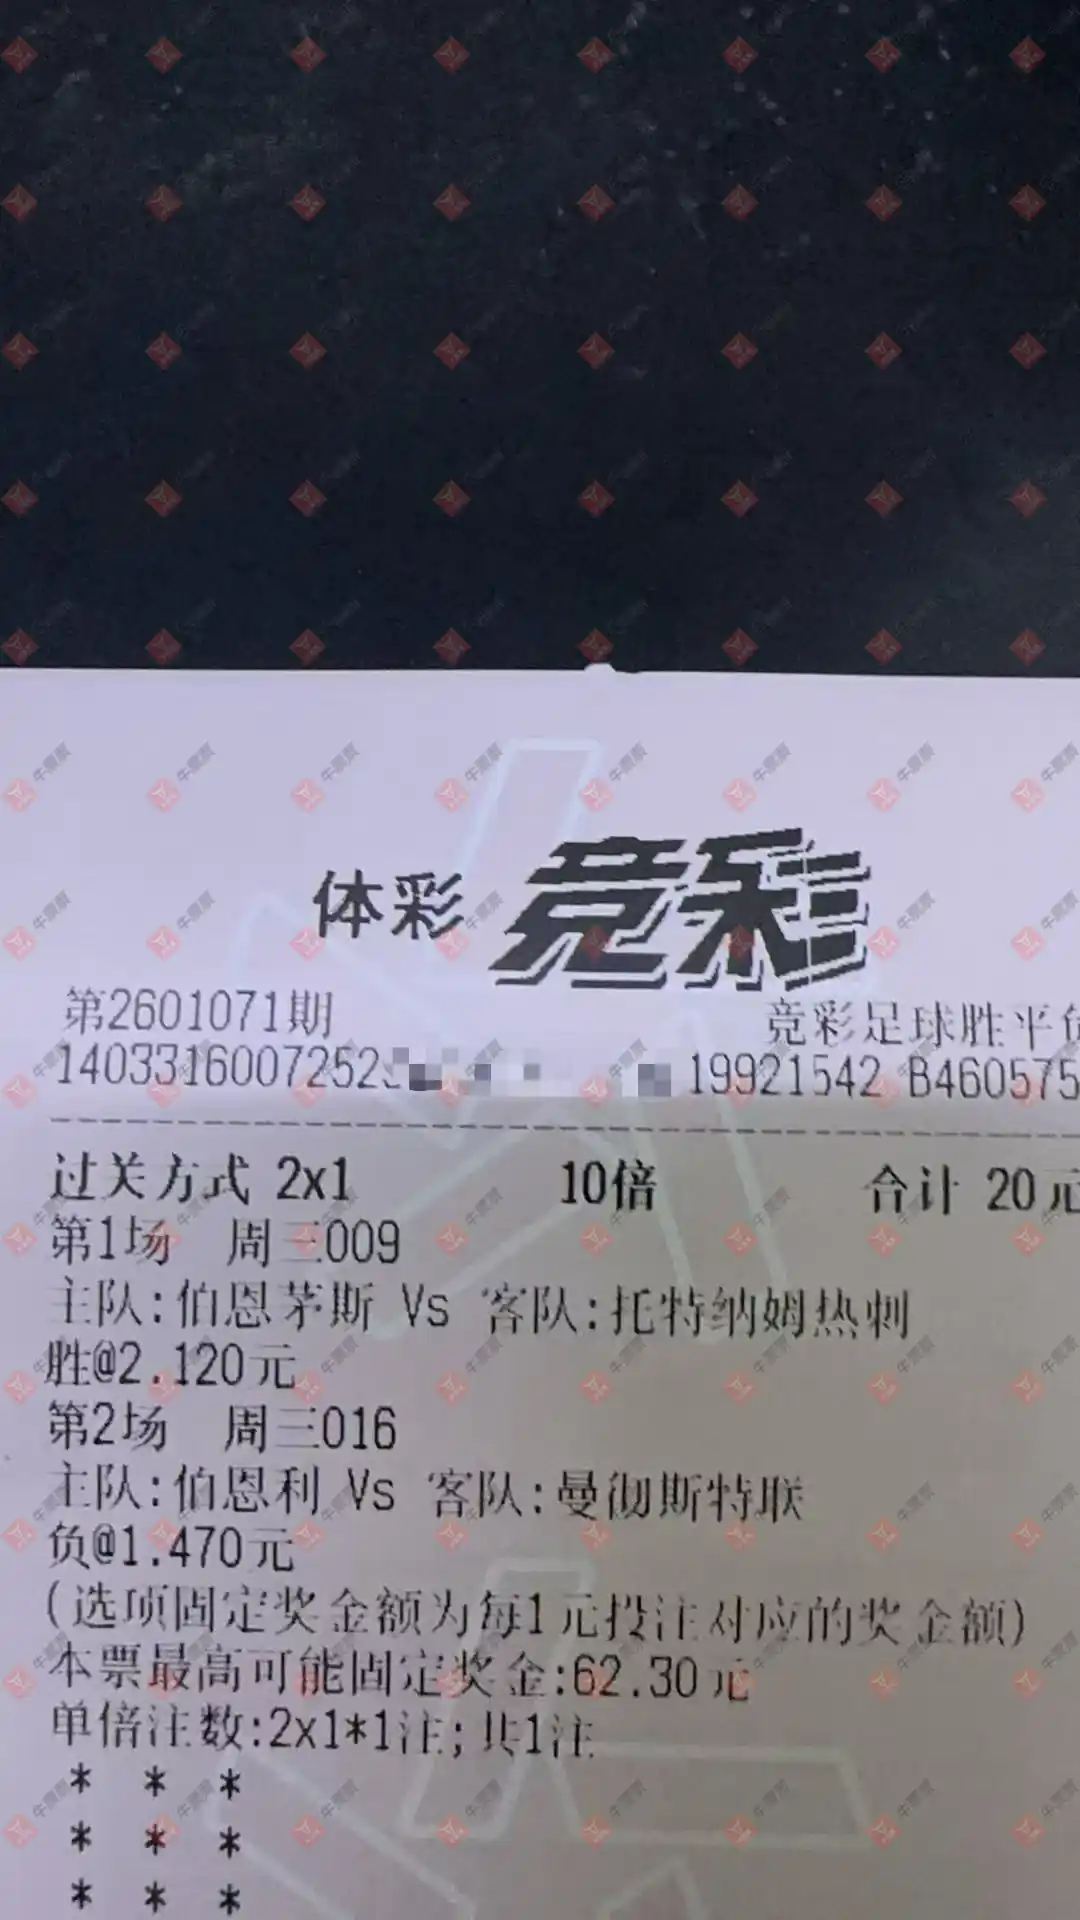 体彩 竞彩
第2601071期 竞彩足球胜平负
14033160072525 19921542 B460575
过关方式 2x1 10倍 合计 20元
第1场 周三009
主队:伯恩茅斯 Vs 客队:托特纳姆热刺
胜@2.120元
第2场 周三016
主队:伯恩利 Vs 客队:曼彻斯特联
负@1.470元
(选项固定奖金额为每1元投注对应的奖金额)
本票最高可能固定奖金:62.30元
单倍注数:2x1*1注;共1注
* * *
* * *
* * *